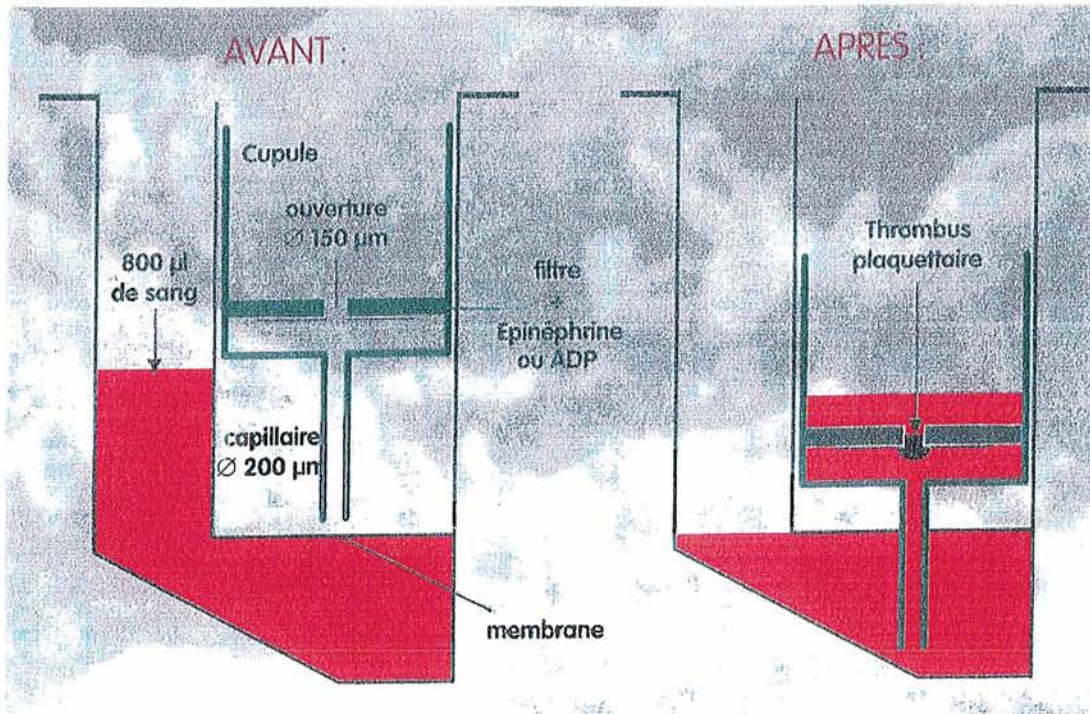 AVANT :
APRES :
Cupule
ouverture
∅ 150 µm
800 µl
de sang
filtre
+
Epinéphrine
ou ADP
capillaire
∅ 200 µm
membrane
Thrombus
plaquettaire